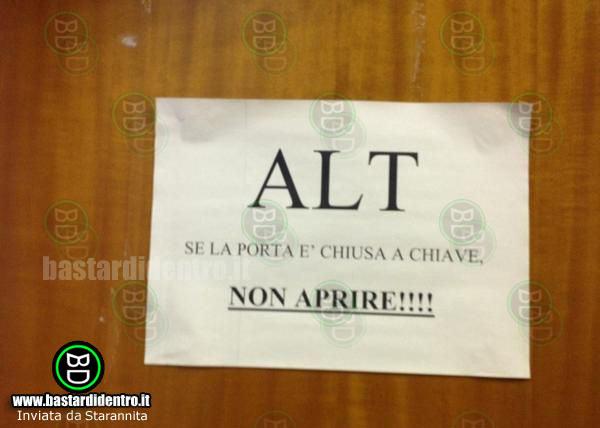 ALT
SE LA PORTA E' CHIUSA A CHIAVE,
NON APRIRE!!!!
bastardidentro.it
BD
www.bastardidentro.it
Inviata da Starannita